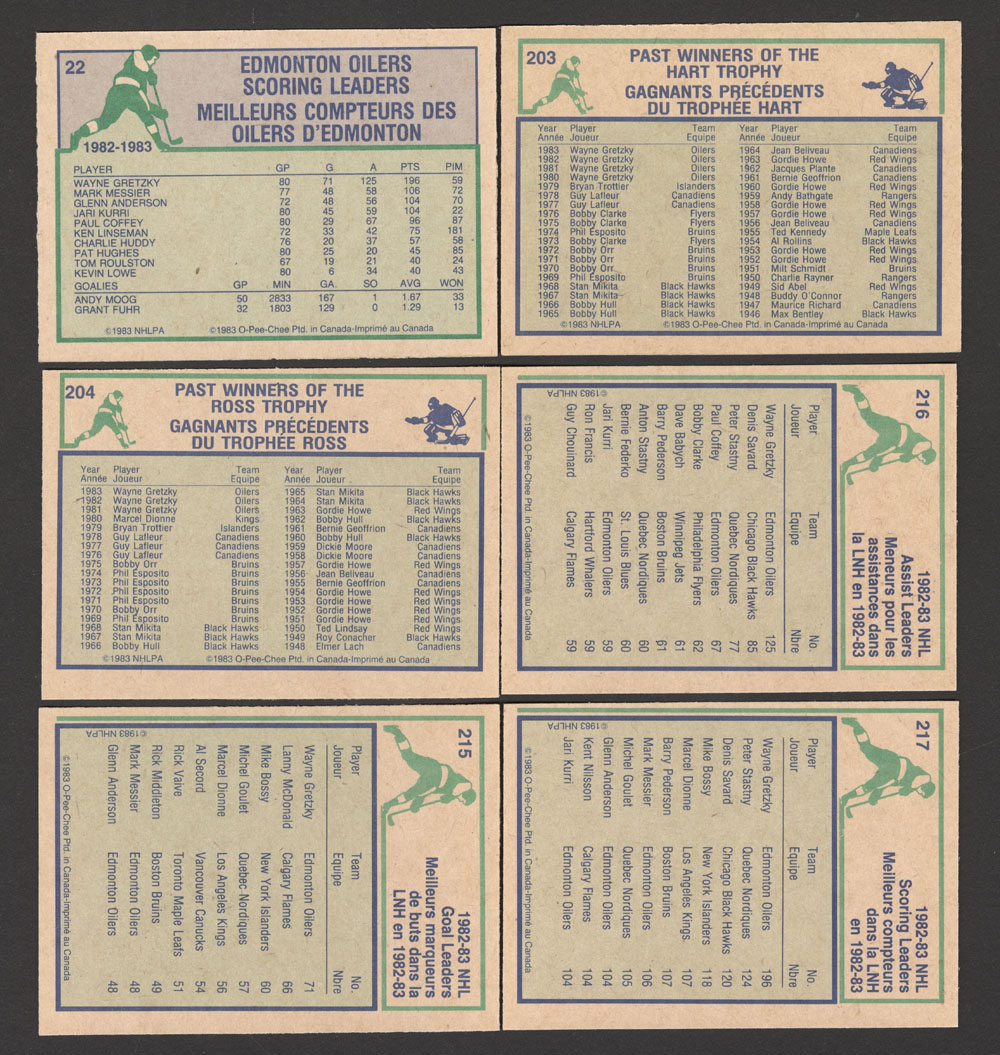 22
EDMONTON OILERS
SCORING LEADERS
MEILLEURS COMPTEURS DES
OILERS D'EDMONTON
1982-1983
PLAYER GP G A PTS PIM
WAYNE GRETZKY 80 71 125 196 59
MARK MESSIER 77 48 58 106 72
GLENN ANDERSON 72 48 56 104 70
JARI KURRI 80 45 59 104 22
PAUL COFFEY 80 29 67 96 87
KEN LINSEMAN 72 33 42 75 181
CHARLIE HUDDY 76 20 37 57 58
PAT HUGHES 80 25 20 45 85
TOM ROULSTON 67 19 21 40 24
KEVIN LOWE 80 6 34 40 43
GOALIES GP MIN GA. SO AVG WON
ANDY MOOG 50 2833 167 1 1.67 33
GRANT FUHR 32 1803 129 0 1.29 13
©1983 NHLPA ©1983 O-Pee-Chee Ptd. in Canada-Imprimé au Canada
203
PAST WINNERS OF THE
HART TROPHY
GAGNANTS PRÉCÉDENTS
DU TROPHÉE HART
Year Player Team Year Player Team
Année Joueur Equipe Année Joueur Equipe
1983 Wayne Gretzky Oilers 1964 Jean Beliveau Canadiens
1982 Wayne Gretzky Oilers 1963 Gordie Howe Red Wings
1981 Wayne Gretzky Oilers 1962 Jacques Plante Canadiens
1980 Wayne Gretzky Oilers 1961 Bernie Geoffrion Canadiens
1979 Bryan Trottier Islanders 1960 Gordie Howe Red Wings
1978 Guy Lafleur Canadiens 1959 Andy Bathgate Rangers
1977 Guy Lafleur Canadiens 1958 Gordie Howe Red Wings
1976 Bobby Clarke Flyers 1957 Gordie Howe Red Wings
1975 Bobby Clarke Flyers 1956 Jean Beliveau Canadiens
1974 Phil Esposito Bruins 1955 Ted Kennedy Maple Leafs
1973 Bobby Clarke Flyers 1954 Al Rollins Black Hawks
1972 Bobby Orr Bruins 1953 Gordie Howe Red Wings
1971 Bobby Orr Bruins 1952 Gordie Howe Red Wings
1970 Bobby Orr Bruins 1951 Milt Schmidt Bruins
1969 Phil Esposito Bruins 1950 Charlie Rayner Rangers
1968 Stan Mikita Black Hawks 1949 Sid Abel Red Wings
1967 Stan Mikita Black Hawks 1948 Buddy O'Connor Rangers
1966 Bobby Hull Black Hawks 1947 Maurice Richard Canadiens
1965 Bobby Hull Black Hawks 1946 Max Bentley Black Hawks
©1983 NHLPA ©1983 O-Pee-Chee Ptd. in Canada-Imprimé au Canada
204
PAST WINNERS OF THE
ROSS TROPHY
GAGNANTS PRÉCÉDENTS
DU TROPHÉE ROSS
Year Player Team Year Player Team
Année Joueur Equipe Année Joueur Equipe
1983 Wayne Gretzky Oilers 1965 Stan Mikita Black Hawks
1982 Wayne Gretzky Oilers 1964 Stan Mikita Black Hawks
1981 Wayne Gretzky Oilers 1963 Gordie Howe Red Wings
1980 Marcel Dionne Kings 1962 Bobby Hull Black Hawks
1979 Bryan Trottier Islanders 1961 Bernie Geoffrion Canadiens
1978 Guy Lafleur Canadiens 1960 Bobby Hull Black Hawks
1977 Guy Lafleur Canadiens 1959 Dickie Moore Canadiens
1976 Guy Lafleur Canadiens 1958 Dickie Moore Canadiens
1975 Bobby Orr Bruins 1957 Gordie Howe Red Wings
1974 Phil Esposito Bruins 1956 Jean Beliveau Canadiens
1973 Phil Esposito Bruins 1955 Bernie Geoffrion Canadiens
1972 Phil Esposito Bruins 1954 Gordie Howe Red Wings
1971 Phil Esposito Bruins 1953 Gordie Howe Red Wings
1970 Bobby Orr Bruins 1952 Gordie Howe Red Wings
1969 Phil Esposito Bruins 1951 Gordie Howe Red Wings
1968 Stan Mikita Black Hawks 1950 Ted Lindsay Red Wings
1967 Stan Mikita Black Hawks 1949 Roy Conacher Black Hawks
1966 Bobby Hull Black Hawks 1948 Elmer Lach Canadiens
©1983 NHLPA ©1983 O-Pee-Chee Ptd. in Canada-Imprimé au Canada
216
1982-83 NHL
Assist Leaders
Meneurs pour les
assistances dans
la LNH en 1982-83
Player Team No.
Joueur Equipe Nbre
Wayne Gretzky Edmonton Oilers 125
Denis Savard Chicago Black Hawks 85
Peter Stastny Quebec Nordiques 77
Paul Coffey Edmonton Oilers 67
Bobby Clarke Philadelphia Flyers 62
Dave Babych Winnipeg Jets 61
Barry Pederson Boston Bruins 61
Anton Stastny Quebec Nordiques 60
Bernie Federko St. Louis Blues 60
Jari Kurri Edmonton Oilers 59
Ron Francis Hartford Whalers 59
Guy Chouinard Calgary Flames 59
©1983 NHLPA
©1983 O-Pee-Chee Ptd. in Canada-Imprimé au Canada
215
1982-83 NHL
Goal Leaders
Meilleurs marqueurs
de buts dans la
LNH en 1982-83
Player Team No.
Joueur Equipe Nbre
Wayne Gretzky Edmonton Oilers 71
Lanny McDonald Calgary Flames 66
Mike Bossy New York Islanders 60
Michel Goulet Quebec Nordiques 57
Marcel Dionne Los Angeles Kings 56
Al Secord Vancouver Canucks 54
Rick Vaive Toronto Maple Leafs 51
Rick Middleton Boston Bruins 49
Mark Messier Edmonton Oilers 48
Glenn Anderson Edmonton Oilers 48
©1983 NHLPA
©1983 O-Pee-Chee Ptd. in Canada-Imprimé au Canada
217
1982-83 NHL
Scoring Leaders
Meilleurs compteurs
dans la LNH
en 1982-83
Player Team No.
Joueur Equipe Nbre
Wayne Gretzky Edmonton Oilers 196
Peter Stastny Quebec Nordiques 124
Denis Savard Chicago Black Hawks 120
Mike Bossy New York Islanders 118
Marcel Dionne Los Angeles Kings 107
Barry Pederson Boston Bruins 107
Mark Messier Edmonton Oilers 106
Michel Goulet Quebec Nordiques 105
Glenn Anderson Edmonton Oilers 104
Kent Nilsson Calgary Flames 104
Jari Kurri Edmonton Oilers 104
©1983 NHLPA
©1983 O-Pee-Chee Ptd. in Canada-Imprimé au Canada